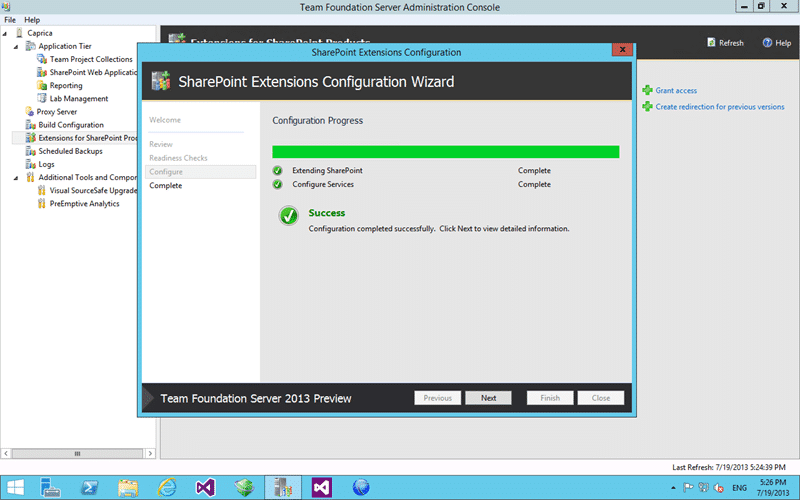 Team Foundation Server Administration Console
File Help
Caprica
Application Tier
Team Project Collections
SharePoint Web Applicatio
Reporting
Lab Management
Proxy Server
Build Configuration
Extensions for SharePoint Prod
Scheduled Backups
Logs
Additional Tools and Compor
Visual SourceSafe Upgrade
PreEmptive Analytics
Extensions for SharePoint Products
Refresh
Help
Grant access
Create redirection for previous versions
SharePoint Extensions Configuration
SharePoint Extensions Configuration Wizard
Welcome
Review
Readiness Checks
Configure
Complete
Configuration Progress
Extending SharePoint Complete
Configure Services Complete
Success
Configuration completed successfully. Click Next to view detailed information.
Team Foundation Server 2013 Preview
Previous Next Finish Close
Last Refresh: 7/19/2013 5:24:39 PM
ENG
5:26 PM
7/19/2013